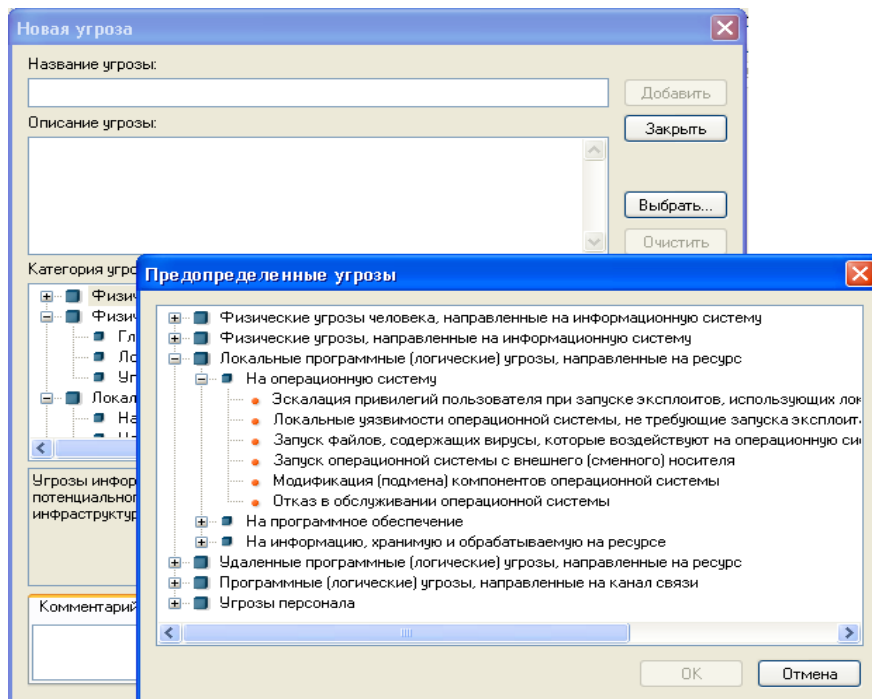 Новая угроза
Название угрозы:
Добавить
Описание угрозы:
Закрыть
Выбрать...
Очистить
Категория угро
Физич
Физич
Гл
Ло
Уг
Локал
На
Угрозы инфор
потенциальног
инфраструктур
Комментарий
Предопределенные угрозы
Физические угрозы человека, направленные на информационную систему
Физические угрозы, направленные на информационную систему
Локальные программные (логические) угрозы, направленные на ресурс
На операционную систему
Эскалация привилегий пользователя при запуске эксплоитов, использующих лок
Локальные уязвимости операционной системы, не требующие запуска эксплоит
Запуск файлов, содержащих вирусы, которые воздействуют на операционную си
Запуск операционной системы с внешнего (сменного) носителя
Модификация (подмена) компонентов операционной системы
Отказ в обслуживании операционной системы
На программное обеспечение
На информацию, хранимую и обрабатываемую на ресурсе
Удаленные программные (логические) угрозы, направленные на ресурс
Программные (логические) угрозы, направленные на канал связи
Угрозы персонала
OK
Отмена